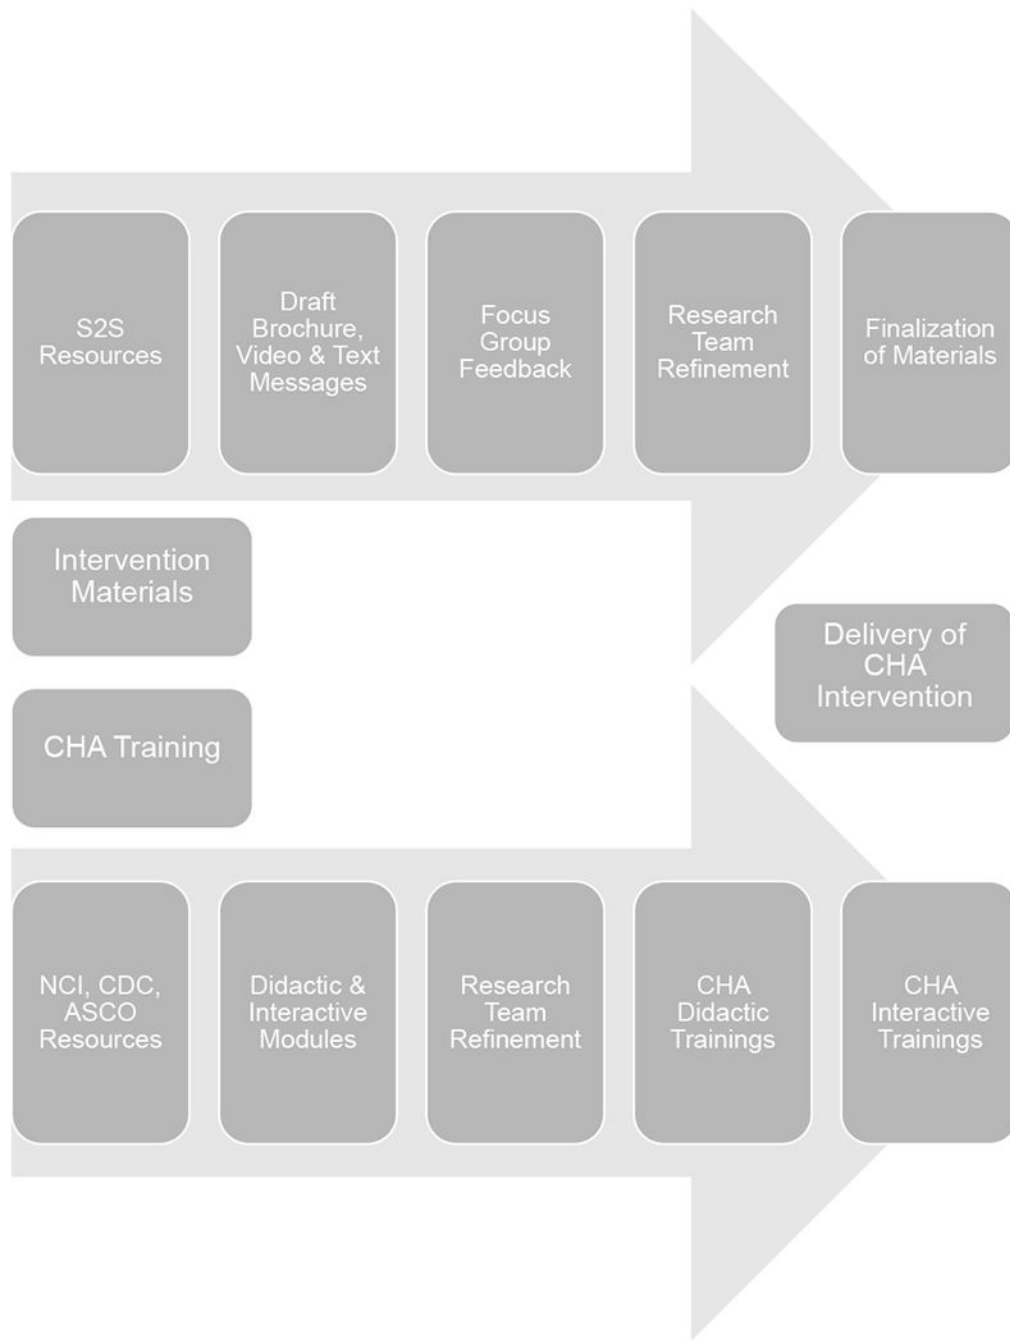 S2S
Resources
Draft
Brochure,
Video & Text
Messages
Focus
Group
Feedback
Research
Team
Refinement
Finalization
of Materials
Intervention
Materials
Delivery of
CHA
Intervention
CHA Training
NCI, CDC,
ASCO
Resources
Didactic &
Interactive
Modules
Research
Team
Refinement
CHA
Didactic
Trainings
CHA
Interactive
Trainings